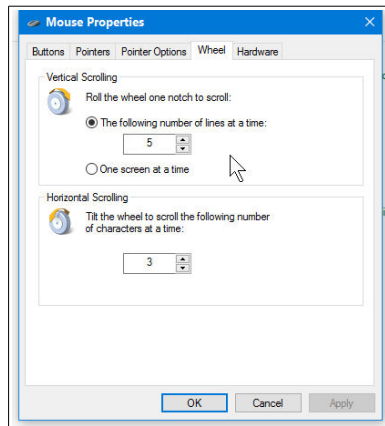 Mouse Properties
Buttons Pointers Pointer Options Wheel Hardware
Vertical Scrolling
Roll the wheel one notch to scroll:
The following number of lines at a time:
5
One screen at a time
Horizontal Scrolling
Tilt the wheel to scroll the following number
of characters at a time:
3
OK Cancel Apply